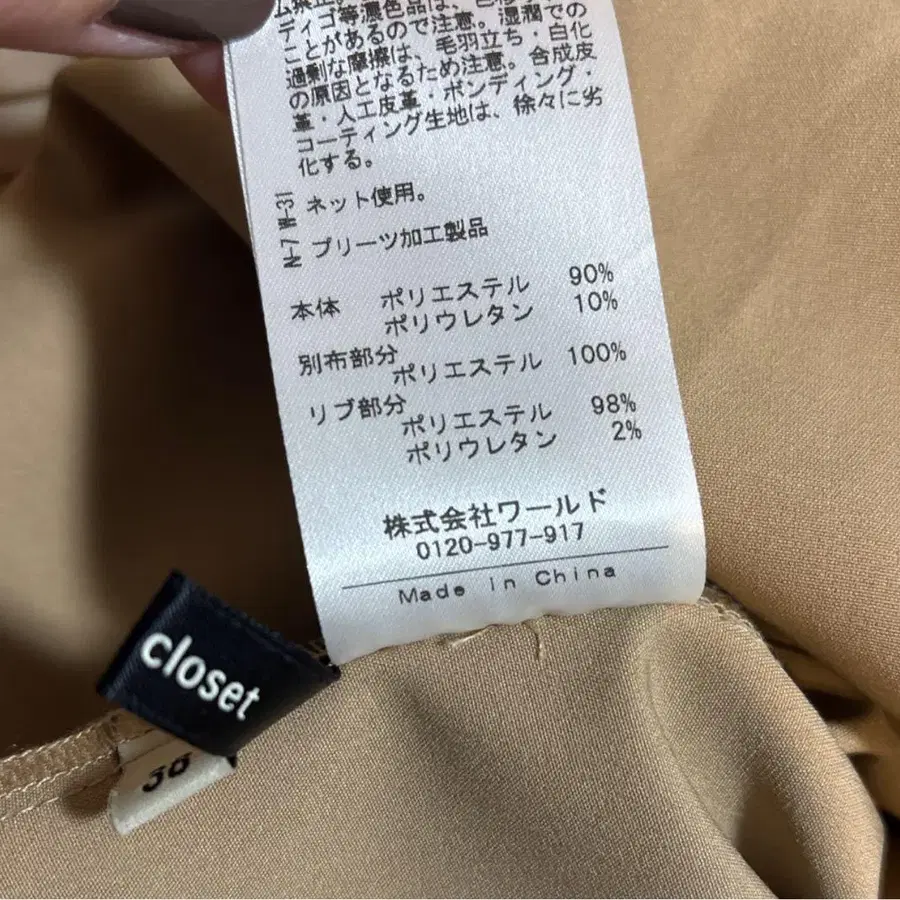 ディゴ等濃色品は、色移り
ことがあるので注意。湿潤での
過剰な摩擦は、毛羽立ち・白化
の原因となるため注意。合成皮
革・人工皮革・ボンディング・
コーティング生地は、徐々に劣
化する。
N-7 W-31 ネット使用。
プリーツ加工製品
本体 ポリエステル 90%
ポリウレタン 10%
別布部分
ポリエステル 100%
リブ部分
ポリエステル 98%
ポリウレタン 2%
株式会社ワールド
0120-977-917
Made in China
closet
38